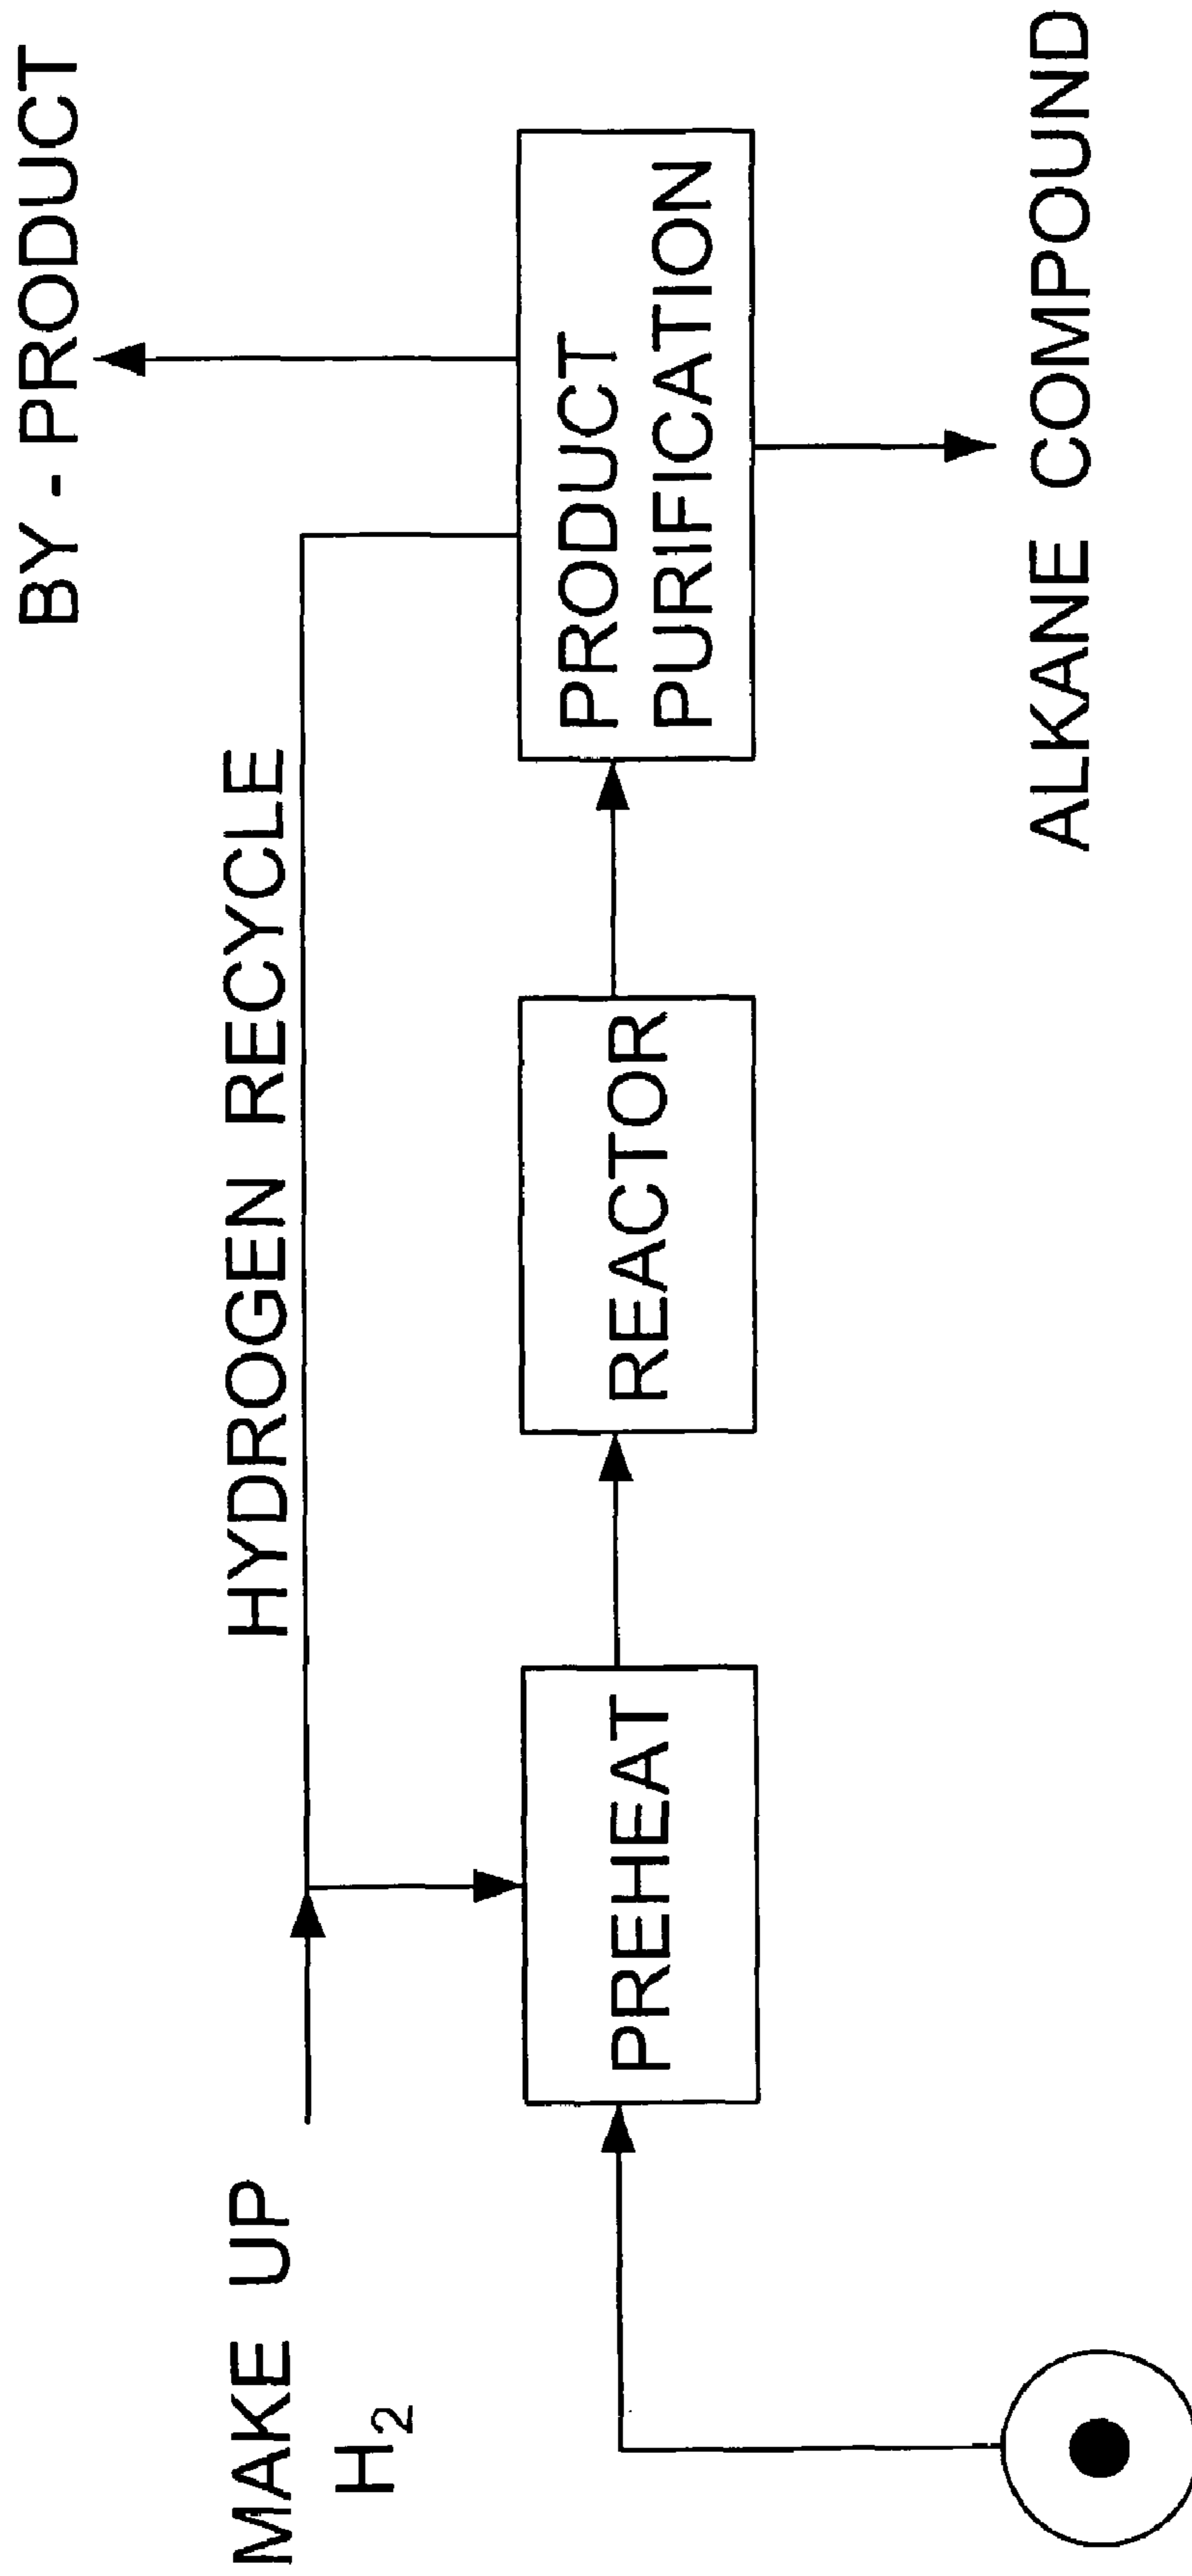 BY - PRODUCT
HYDROGEN RECYCLE
MAKE UP
H₂
PREHEAT
REACTOR
PRODUCT
PURIFICATION
ALKANE COMPOUND